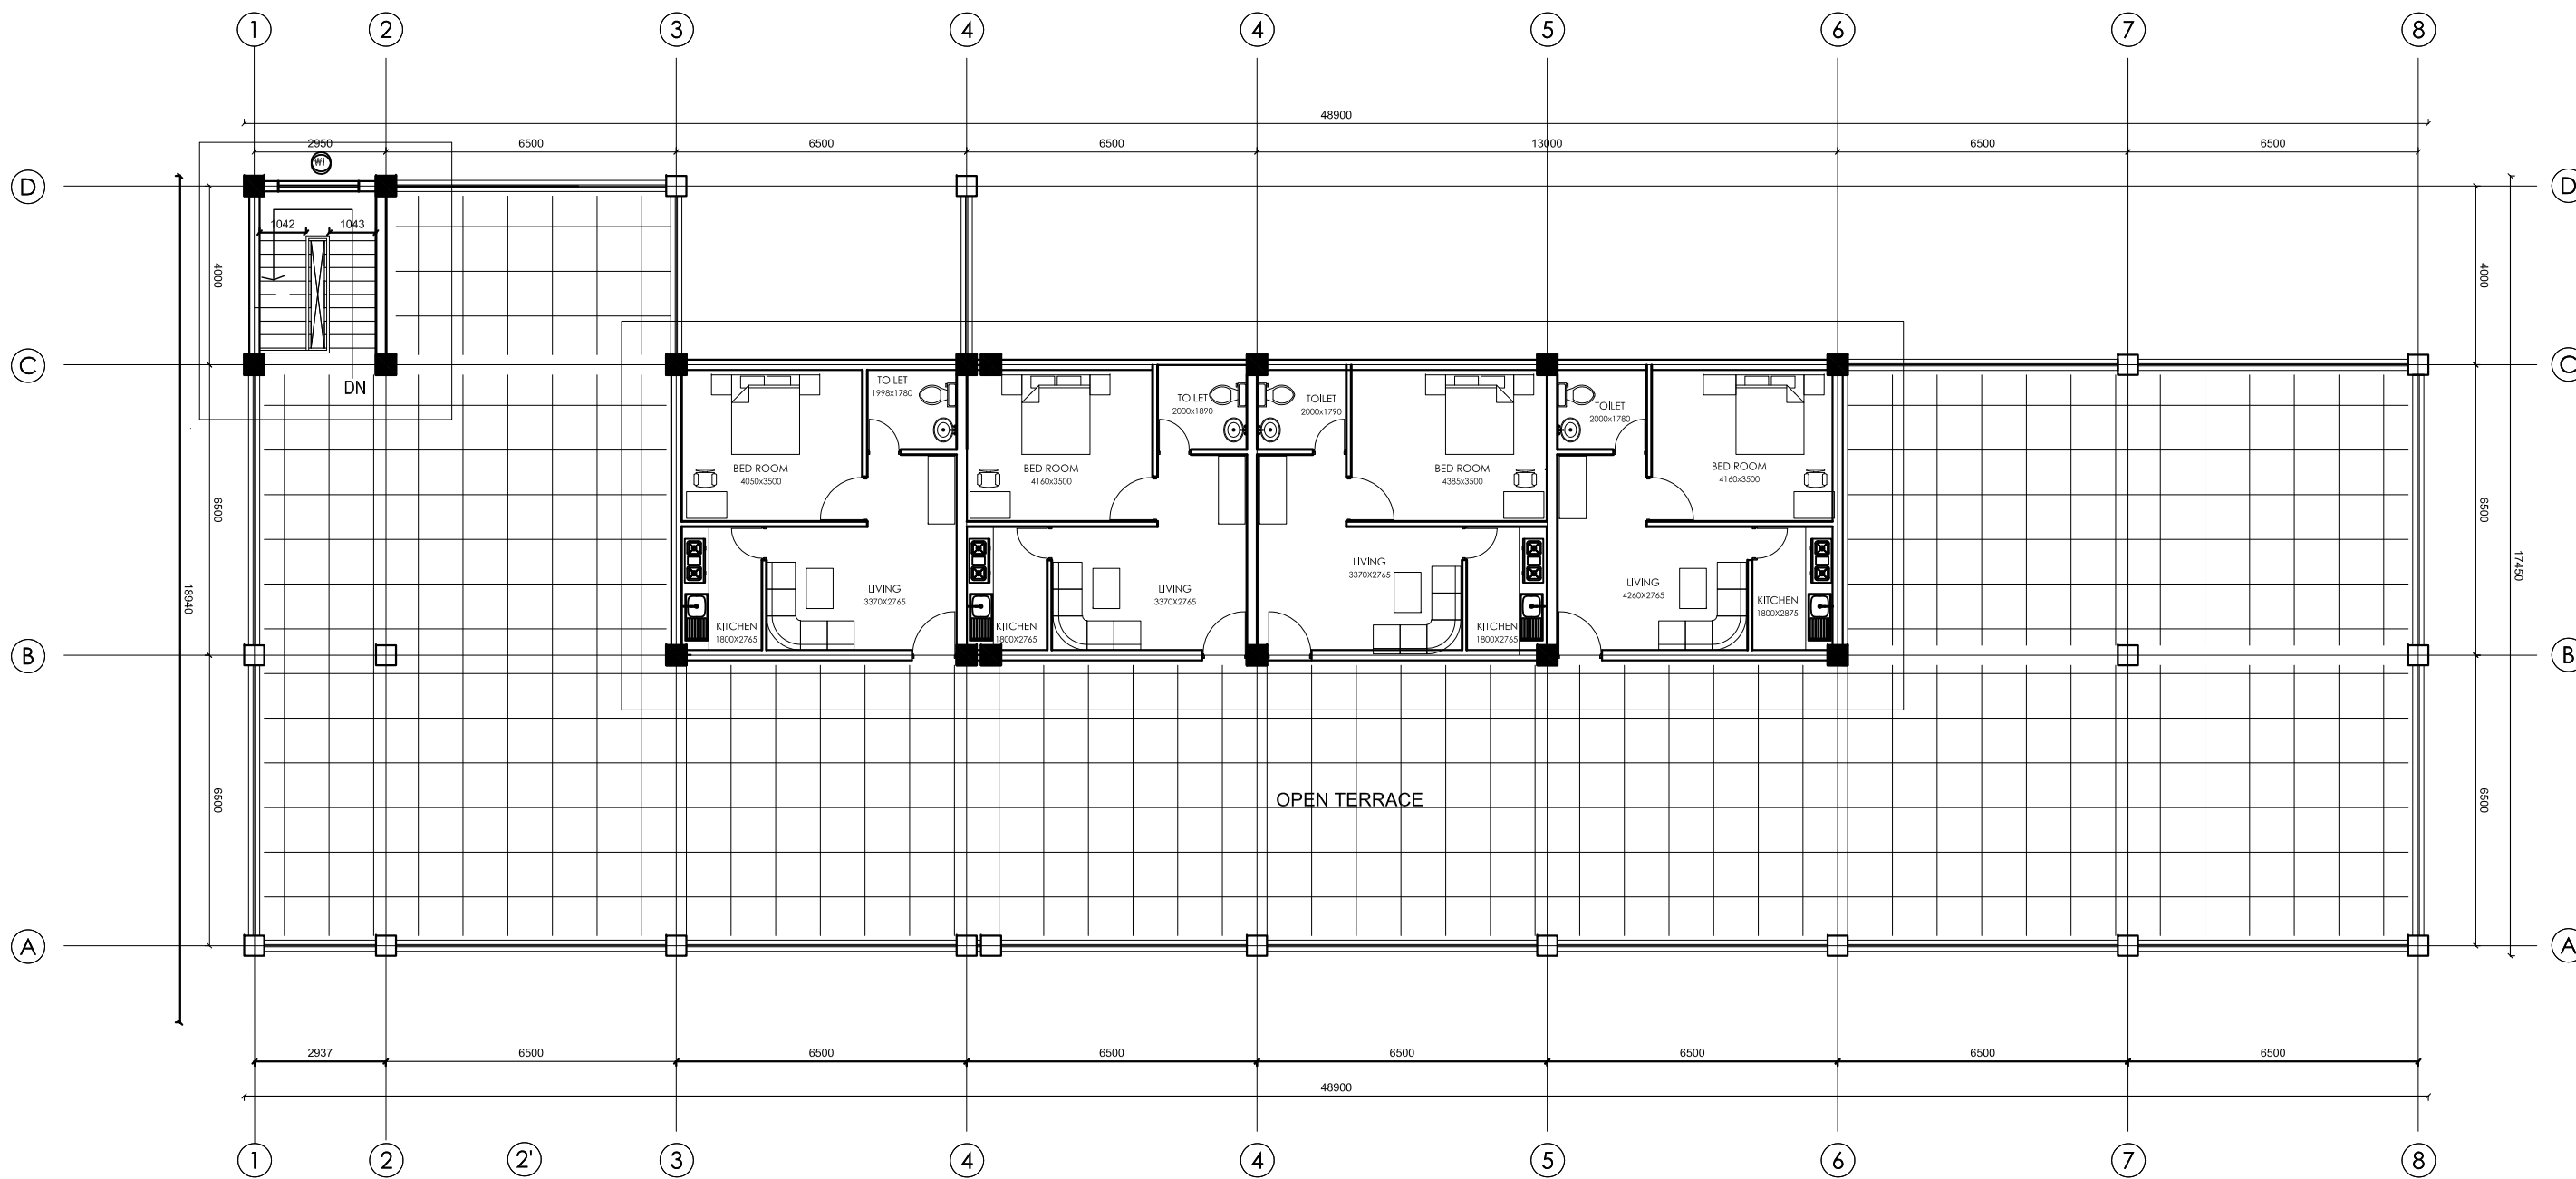 1 2 3 4 4 5 6 7 8
48900
2950 6500 6500 6500 13000 6500 6500
W1
D D
1042 1043
4000 4000
C C
DN
TOILET
1998x1780
TOILET
2000x1890
TOILET
2000x1790
TOILET
2000x1780
BED ROOM
4050x3500
BED ROOM
4160x3500
BED ROOM
4385x3500
BED ROOM
4160x3500
6500 6500
18940 17450
LIVING
3370X2765
LIVING
3370X2765
LIVING
3370X2765
LIVING
4260X2765
KITCHEN
1800X2765
KITCHEN
1800X2765
KITCHEN
1800X2765
KITCHEN
1800X2875
B B
6500 6500
OPEN TERRACE
A A
2937 6500 6500 6500 6500 6500 6500 6500
48900
1 2 2' 3 4 4 5 6 7 8